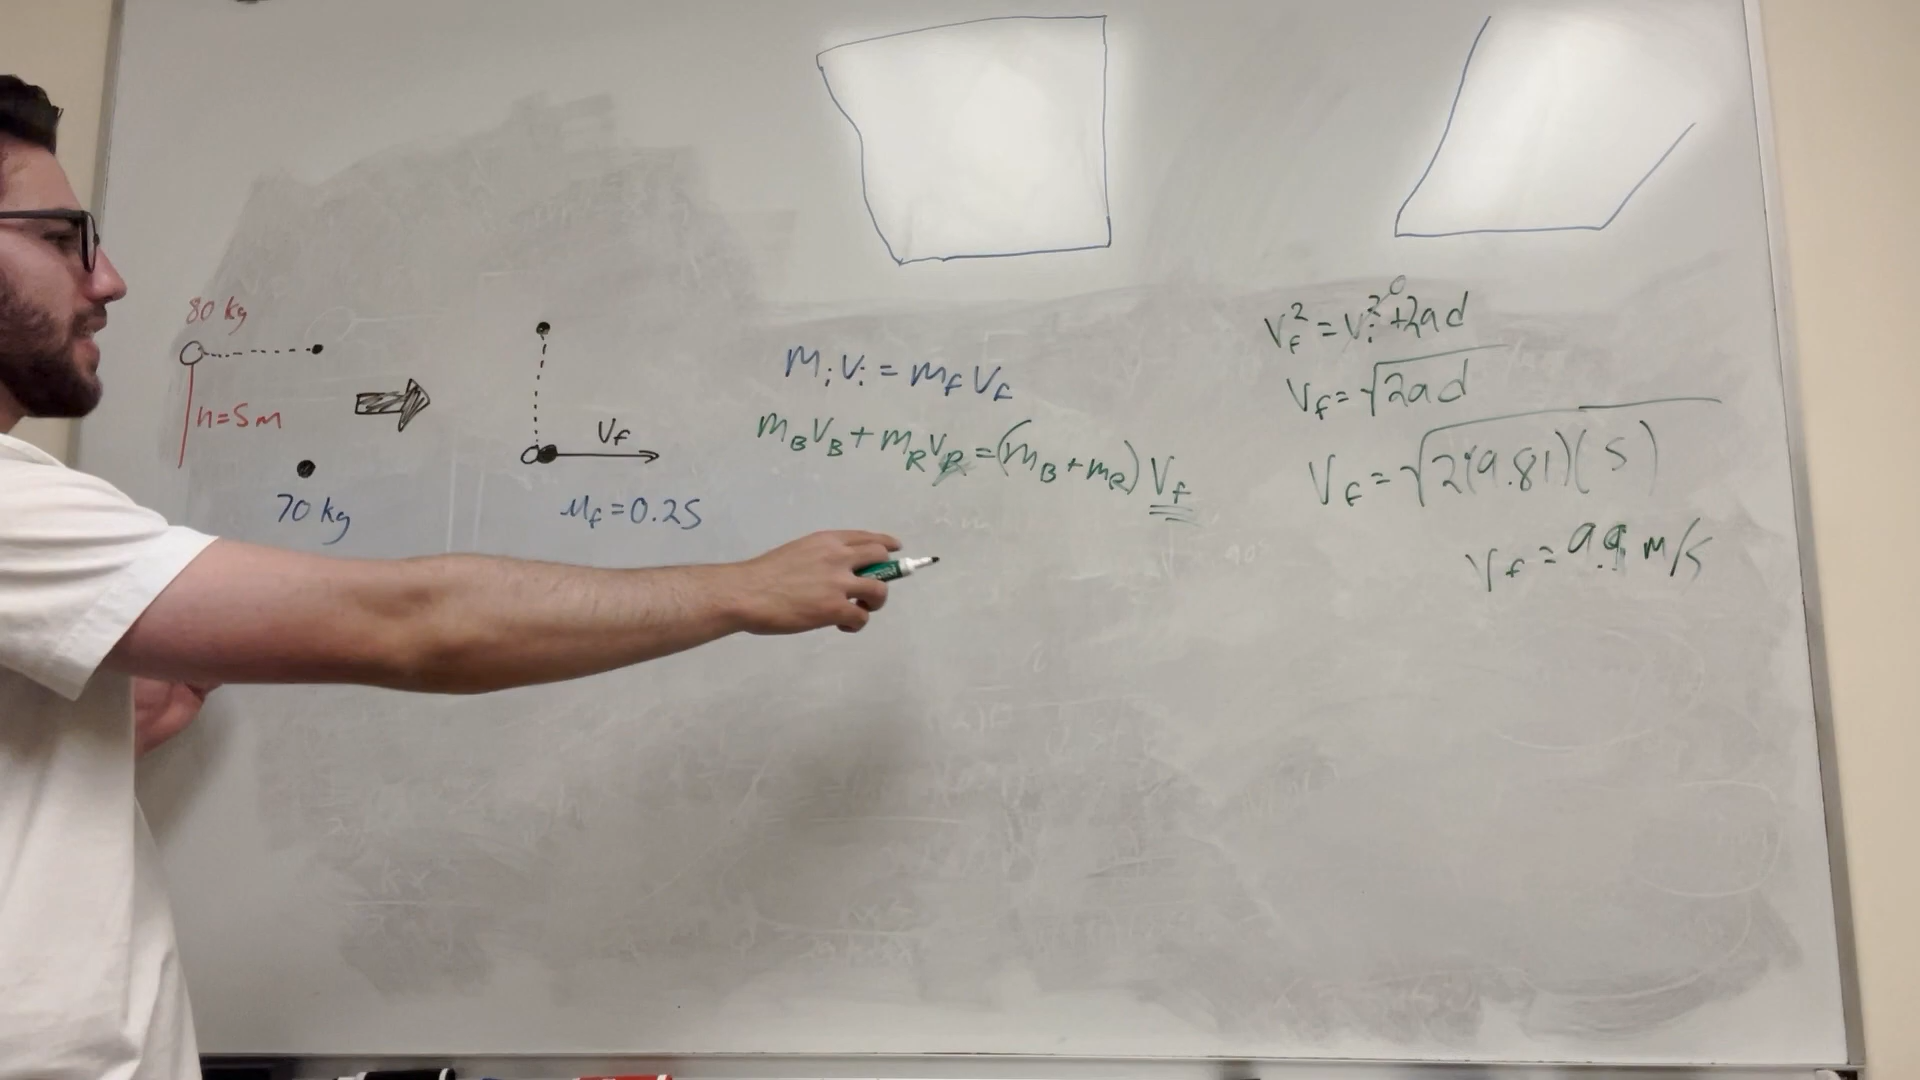 80 kg
h=5m
70 kg
Vf
μf=0.25
mivi=mfVf
mBVB+mRVR=(mB+mR)Vf
Vf²=Vi²+2ad
0
Vf=√2ad
Vf=√2(9.81)(5)
Vf=9.9 m/s